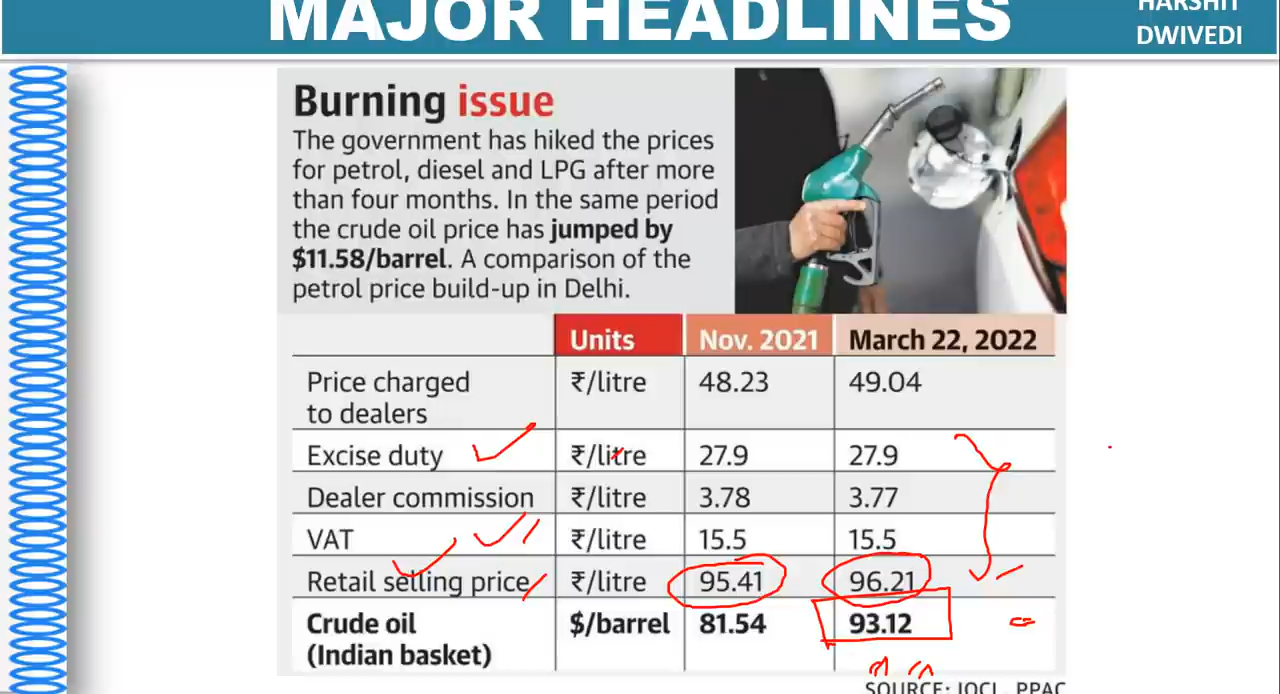 MAJOR HEADLINES
HARSHIT
DWIVEDI
Burning issue
The government has hiked the prices
for petrol, diesel and LPG after more
than four months. In the same period
the crude oil price has jumped by
$11.58/barrel. A comparison of the
petrol price build-up in Delhi.
Units Nov. 2021 March 22, 2022
Price charged
to dealers ₹/litre 48.23 49.04
Excise duty ₹/litre 27.9 27.9
Dealer commission ₹/litre 3.78 3.77
VAT ₹/litre 15.5 15.5
Retail selling price ₹/litre 95.41 96.21
Crude oil
(Indian basket) $/barrel 81.54 93.12
SOURCE: IOCL, PPAC